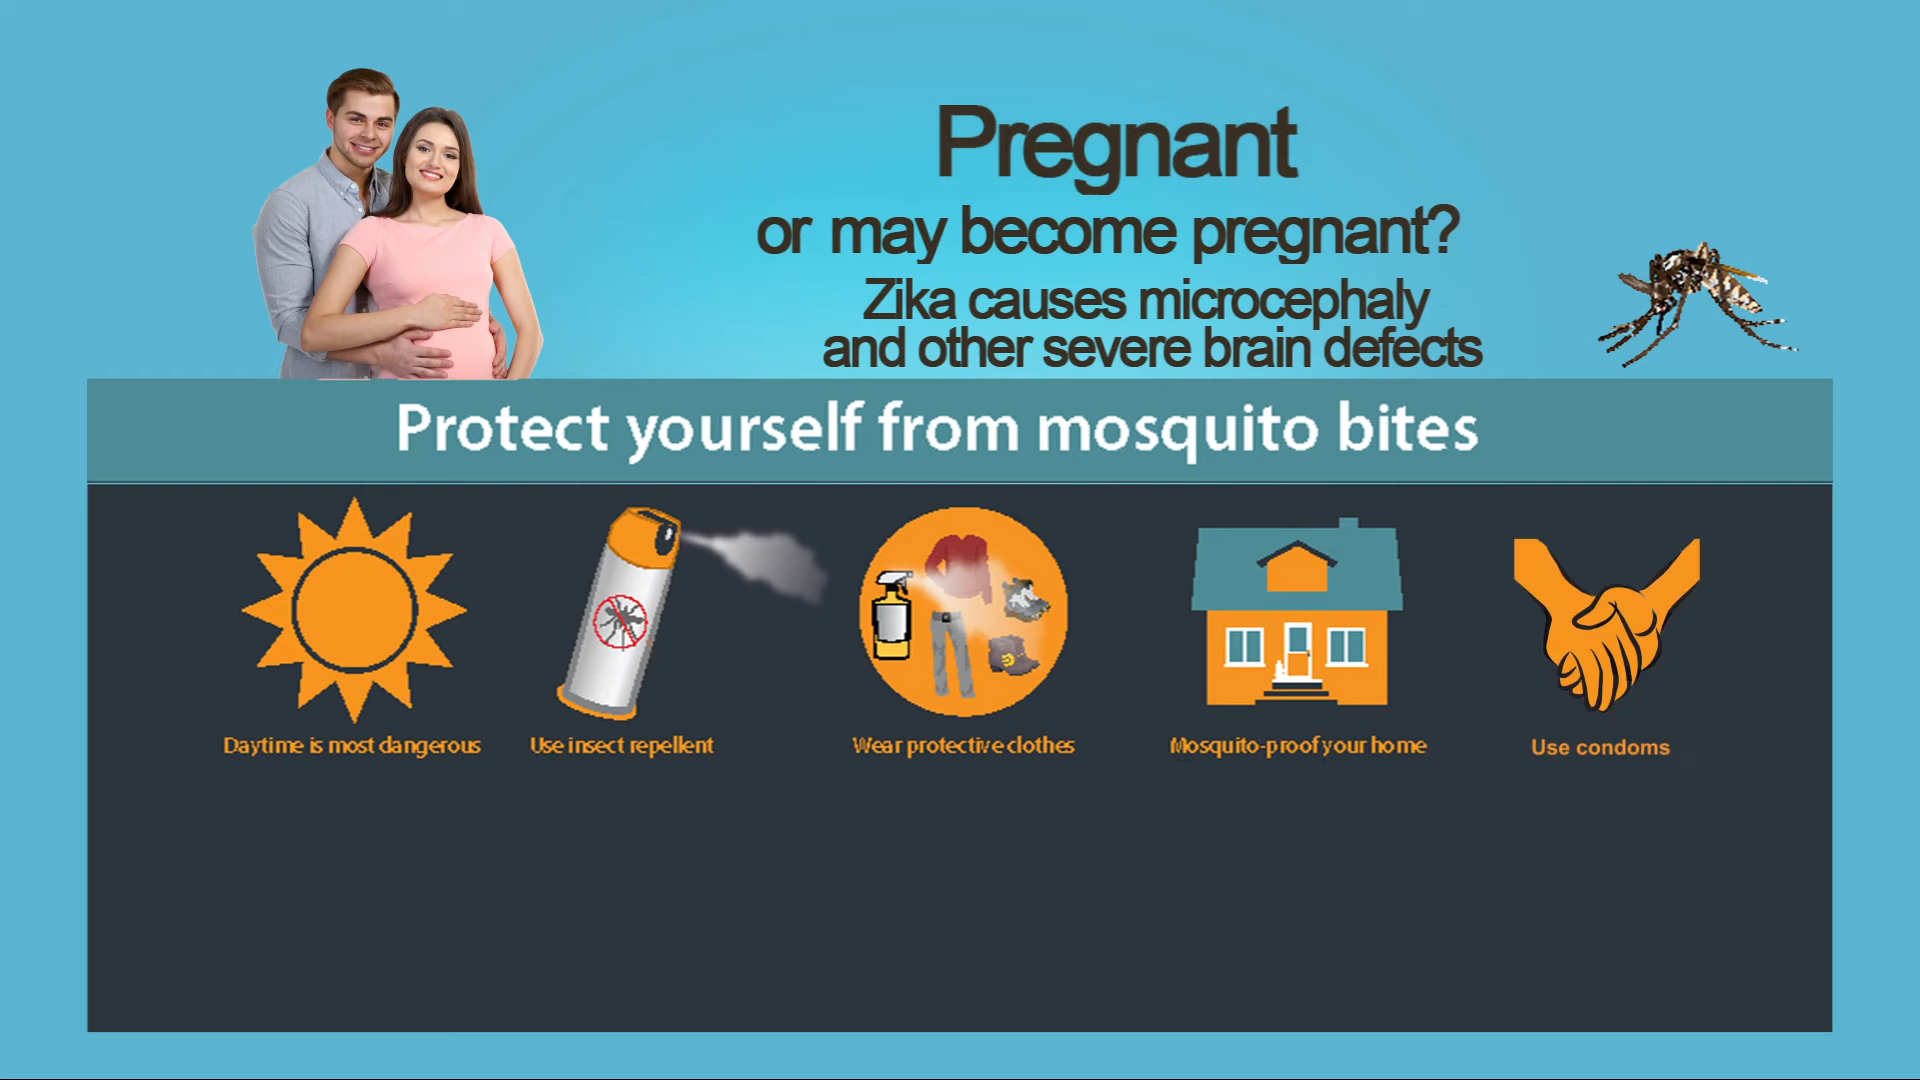 Pregnant
or may become pregnant?
Zika causes microcephaly
and other severe brain defects
Protect yourself from mosquito bites
Daytime is most dangerous
Use insect repellent
Wear protective clothes
Mosquito-proof your home
Use condoms